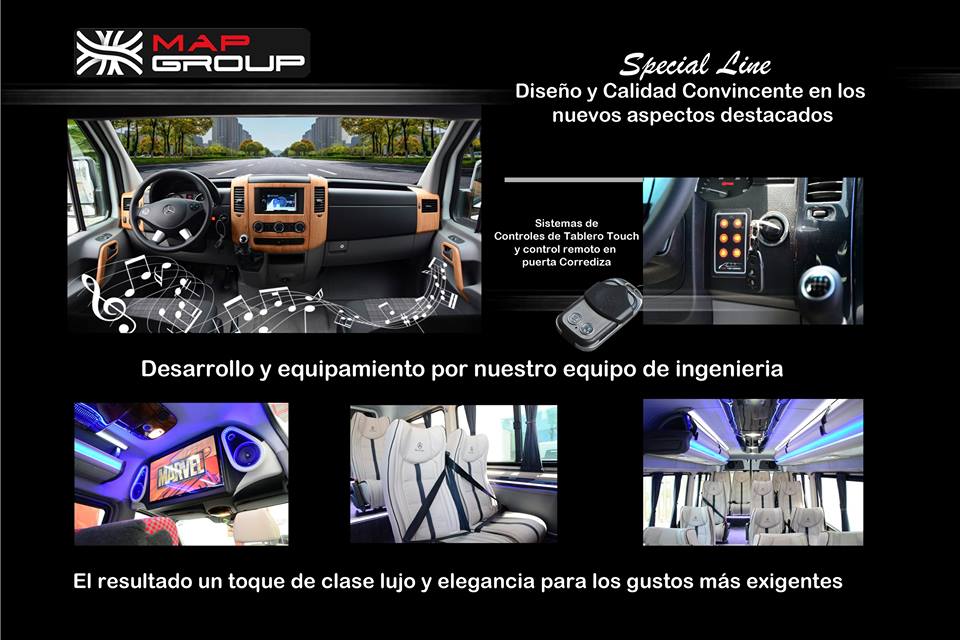 MAP
GROUP
Special Line
Diseño y Calidad Convincente en los
nuevos aspectos destacados
Sistemas de
Controles de Tablero Touch
y control remoto en
puerta Corrediza
Desarrollo y equipamiento por nuestro equipo de ingenieria
MARVEL
El resultado un toque de clase lujo y elegancia para los gustos más exigentes